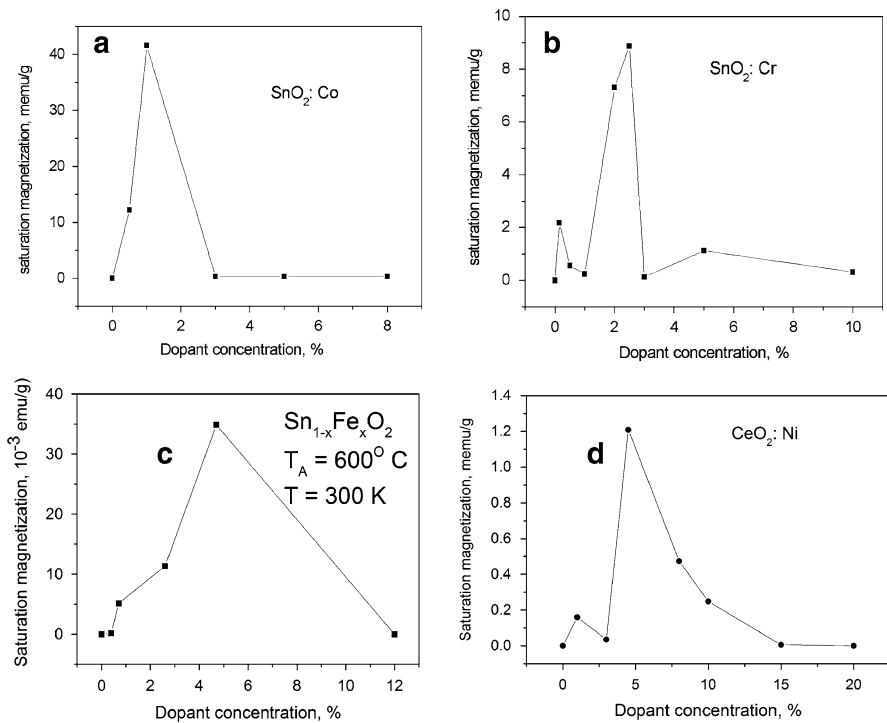 a
SnO2: Co
saturation magnetization, memu/g
40
30
20
10
0
0 2 4 6 8
Dopant concentration, %
b
SnO2: Cr
saturation magnetization, memu/g
10
8
6
4
2
0
0 2 4 6 8 10
Dopant concentration, %
c
Sn1-xFexO2
TA = 600O C
T = 300 K
Saturation magnetization, 10-3 emu/g)
40
30
20
10
0
0 2 4 6 8 10 12
Dopant concentration, %
d
CeO2: Ni
Saturation magnetization, memu/g
1.4
1.2
1.0
0.8
0.6
0.4
0.2
0.0
0 5 10 15 20
Dopant concentration, %